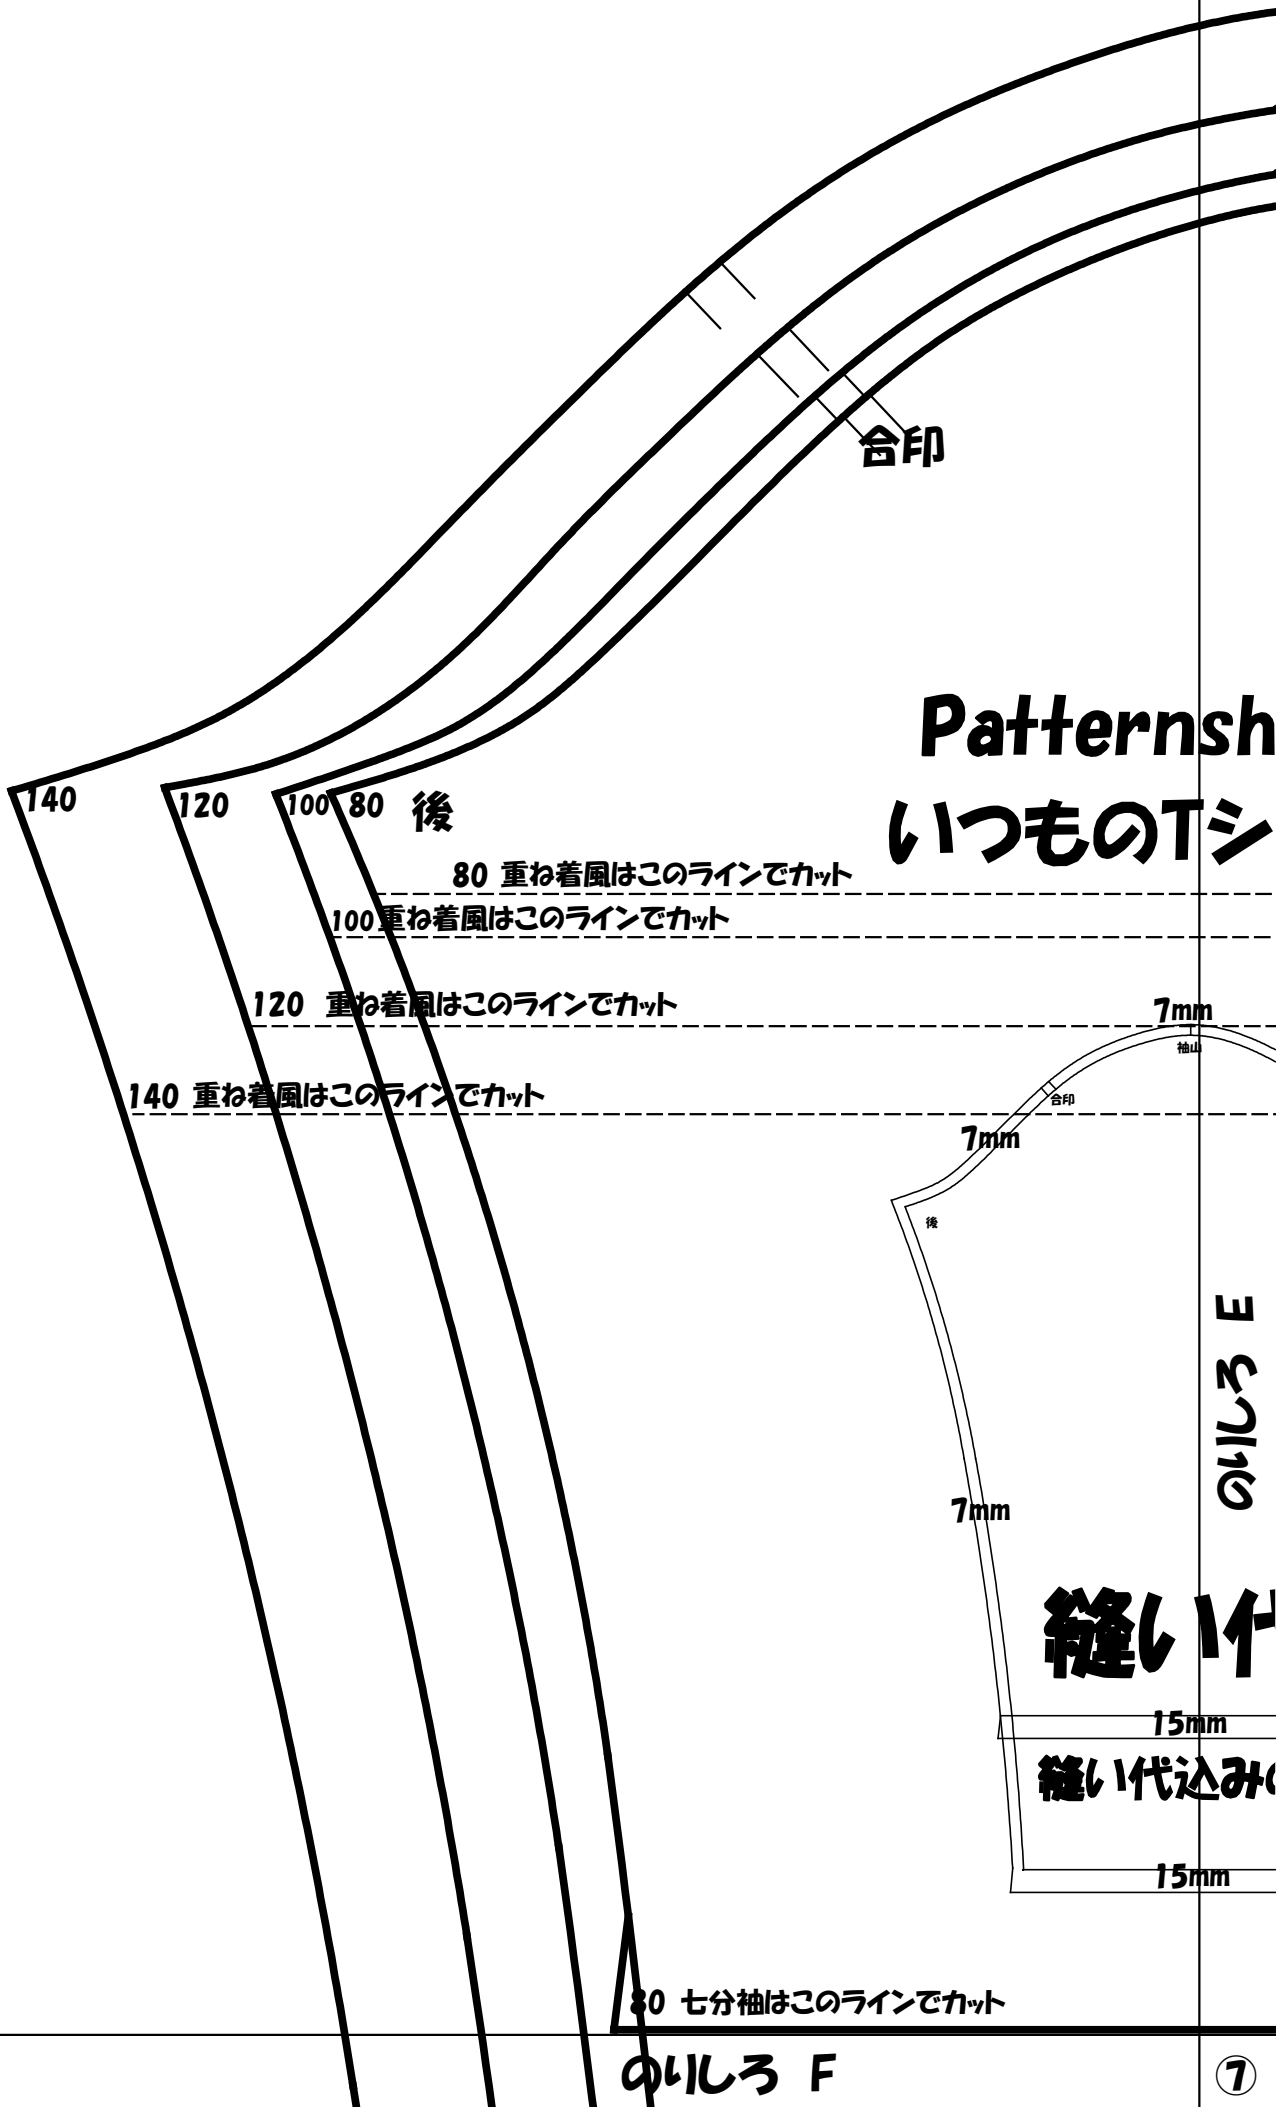 合印
Patternsh
いつものTシ
140
120
100
80 後
80 重ね着風はこのラインでカット
100重ね着風はこのラインでカット
120 重ね着風はこのラインでカット
7mm
袖山
140 重ね着風はこのラインでカット
合印
7mm
後
のりしろ E
7mm
縫い代
15mm
縫い代込みの
15mm
80 七分袖はこのラインでカット
のりしろ F
⑦